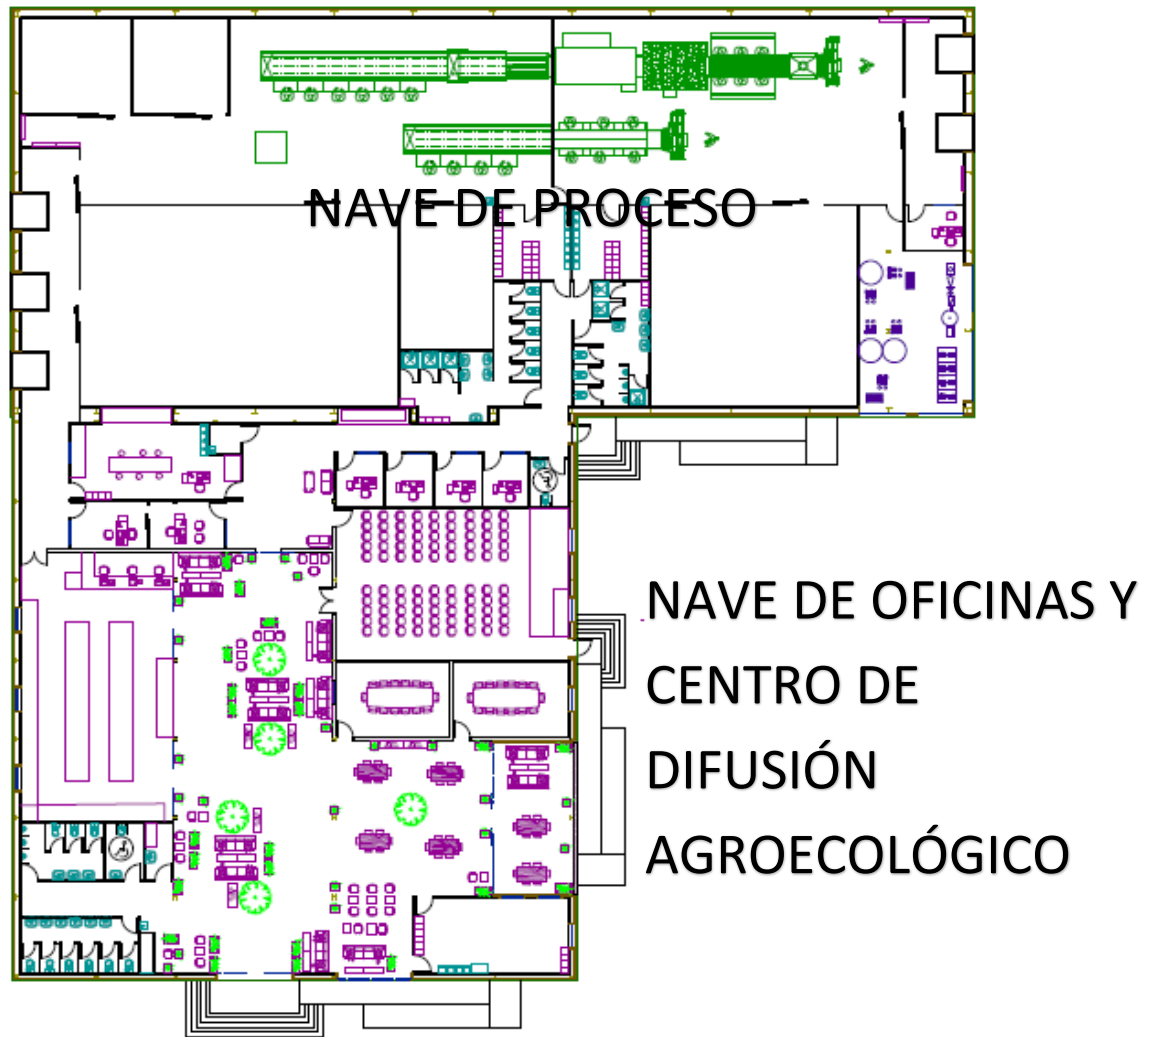 NAVE DE PROCESO
NAVE DE OFICINAS Y
CENTRO DE
DIFUSIÓN
AGROECOLÓGICO